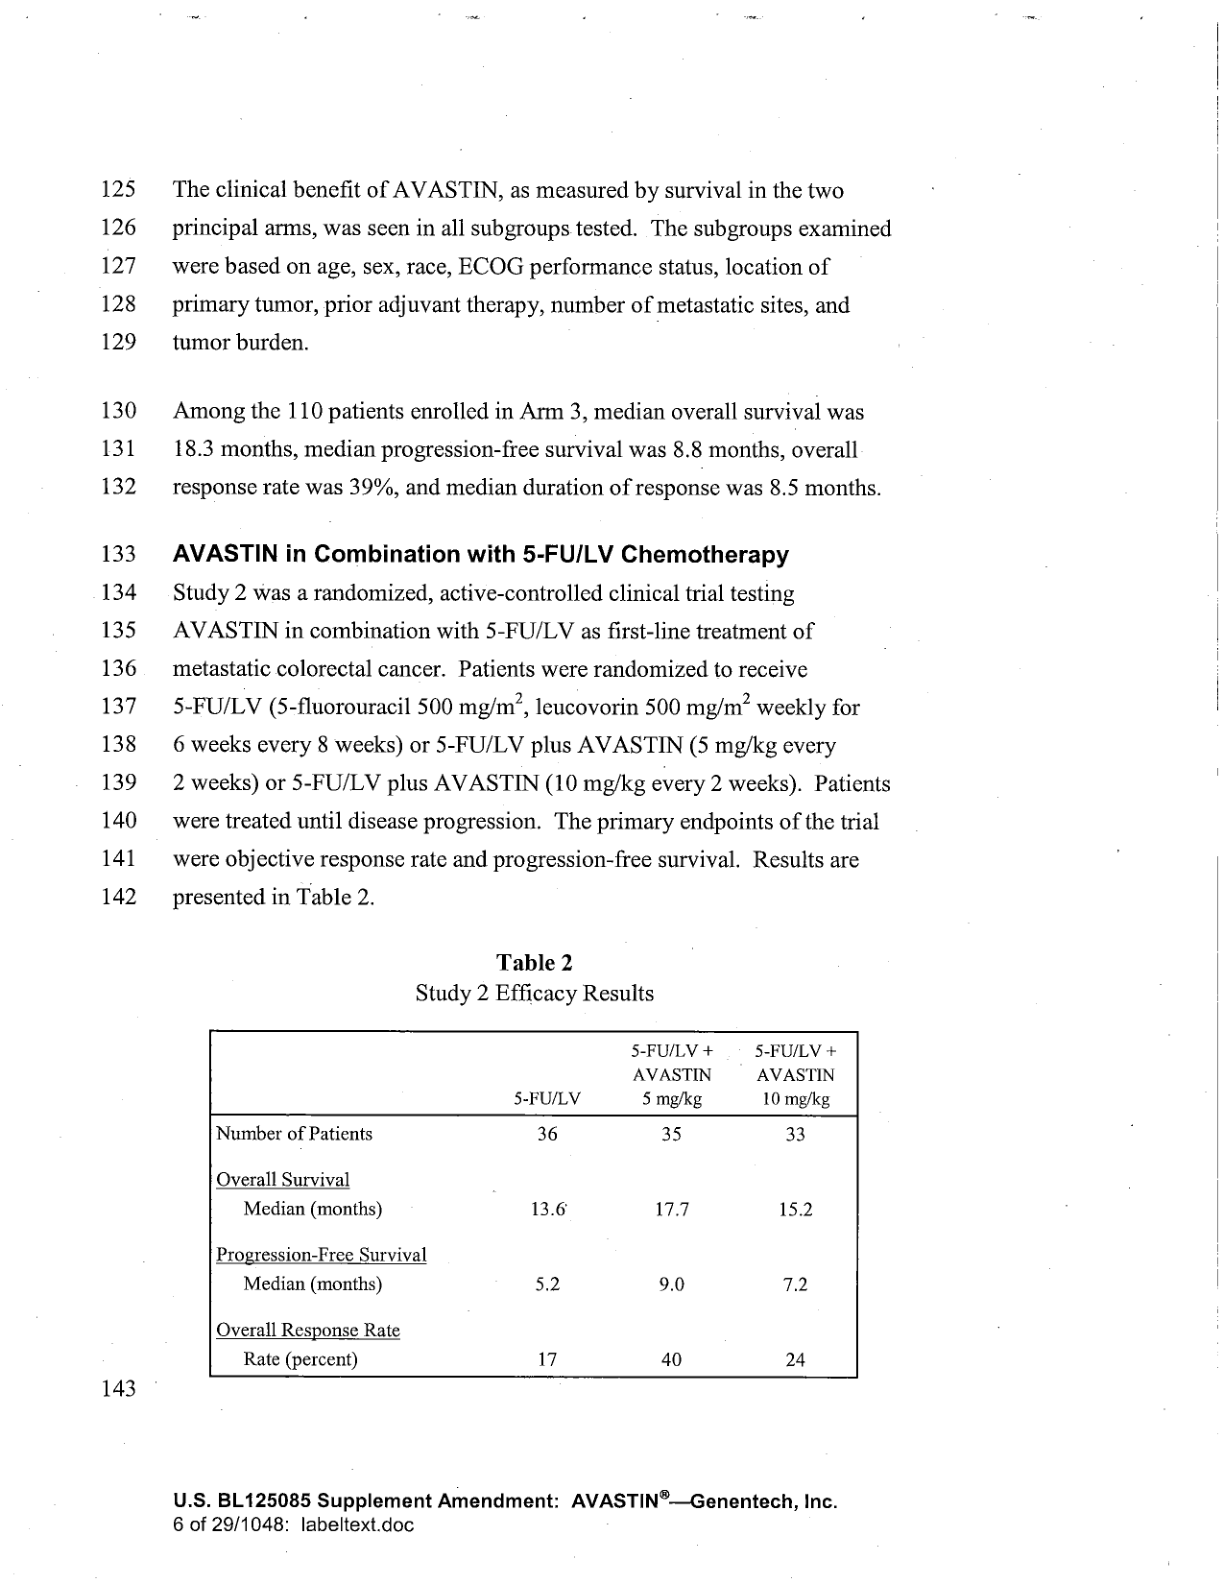 125 The clinical benefit of AVASTIN, as measured by survival in the two
126 principal arms, was seen in all subgroups tested. The subgroups examined
127 were based on age, sex, race, ECOG performance status, location of
128 primary tumor, prior adjuvant therapy, number of metastatic sites, and
129 tumor burden.
130 Among the 110 patients enrolled in Arm 3, median overall survival was
131 18.3 months, median progression-free survival was 8.8 months, overall
132 response rate was 39%, and median duration of response was 8.5 months.
133 AVASTIN in Combination with 5-FU/LV Chemotherapy
134 Study 2 was a randomized, active-controlled clinical trial testing
135 AVASTIN in combination with 5-FU/LV as first-line treatment of
136 metastatic colorectal cancer. Patients were randomized to receive
137 5-FU/LV (5-fluorouracil 500 mg/m², leucovorin 500 mg/m² weekly for
138 6 weeks every 8 weeks) or 5-FU/LV plus AVASTIN (5 mg/kg every
139 2 weeks) or 5-FU/LV plus AVASTIN (10 mg/kg every 2 weeks). Patients
140 were treated until disease progression. The primary endpoints of the trial
141 were objective response rate and progression-free survival. Results are
142 presented in Table 2.
Table 2
Study 2 Efficacy Results
5-FU/LV + 5-FU/LV +
AVASTIN AVASTIN
5-FU/LV 5 mg/kg 10 mg/kg
Number of Patients 36 35 33
Overall Survival
Median (months) 13.6 17.7 15.2
Progression-Free Survival
Median (months) 5.2 9.0 7.2
Overall Response Rate
Rate (percent) 17 40 24
143
U.S. BL125085 Supplement Amendment: AVASTIN®—Genentech, Inc.
6 of 29/1048: labeltext.doc